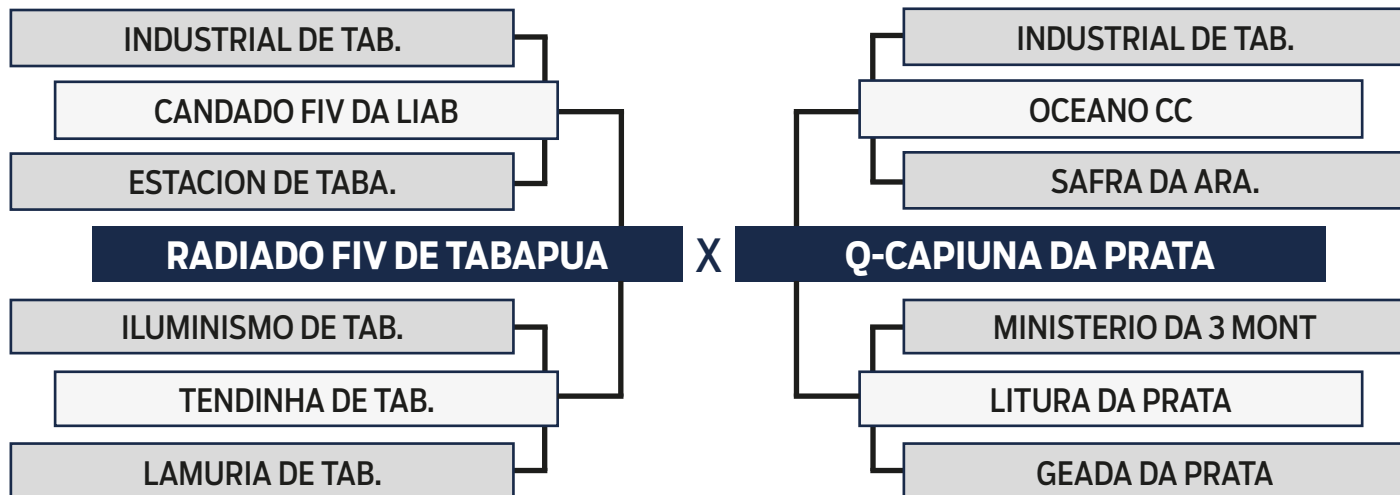 INDUSTRIAL DE TAB.
CANDADO FIV DA LIAB
ESTACION DE TABA.
RADIADO FIV DE TABAPUA
ILUMINISMO DE TAB.
TENDINHA DE TAB.
LAMURIA DE TAB.
X
INDUSTRIAL DE TAB.
OCEANO CC
SAFRA DA ARA.
Q-CAPIUNA DA PRATA
MINISTERIO DA 3 MONT
LITURA DA PRATA
GEADA DA PRATA